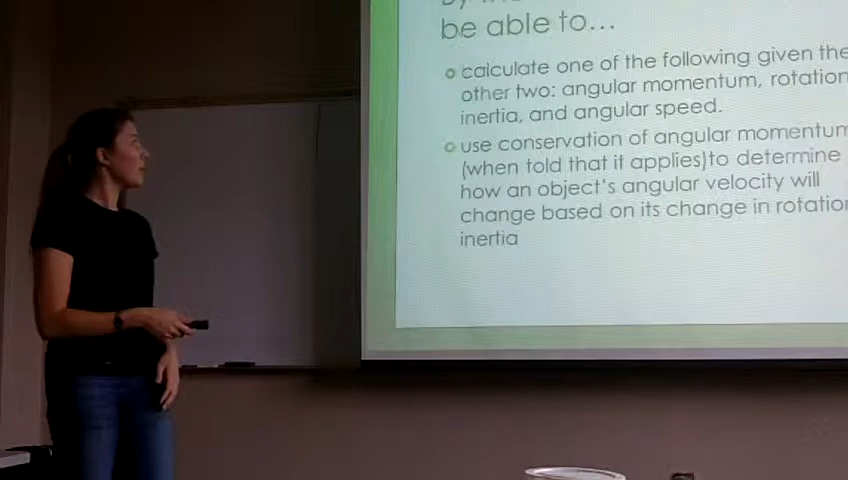 be able to...
calculate one of the following given the
other two: angular momentum, rotation
inertia, and angular speed.
use conservation of angular momentum
(when told that it applies)to determine
how an object's angular velocity will
change based on its change in rotatio
inertia